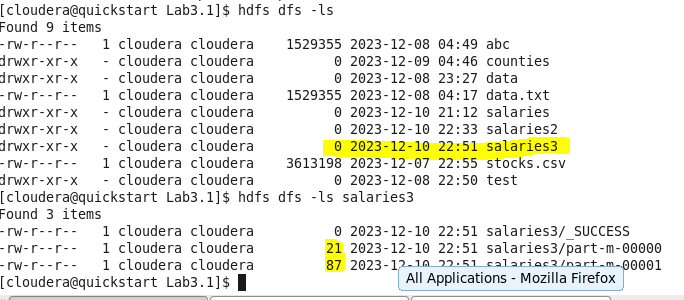 [cloudera@quickstart Lab3.1]$ hdfs dfs -ls
Found 9 items
-rw-r--r--   1 cloudera cloudera    1529355 2023-12-08 04:49 abc
drwxr-xr-x   - cloudera cloudera          0 2023-12-09 04:46 counties
drwxr-xr-x   - cloudera cloudera          0 2023-12-08 23:27 data
-rw-r--r--   1 cloudera cloudera    1529355 2023-12-08 04:17 data.txt
drwxr-xr-x   - cloudera cloudera          0 2023-12-10 21:12 salaries
drwxr-xr-x   - cloudera cloudera          0 2023-12-10 22:33 salaries2
drwxr-xr-x   - cloudera cloudera          0 2023-12-10 22:51 salaries3
-rw-r--r--   1 cloudera cloudera    3613198 2023-12-07 22:55 stocks.csv
drwxr-xr-x   - cloudera cloudera          0 2023-12-08 22:50 test
[cloudera@quickstart Lab3.1]$ hdfs dfs -ls salaries3
Found 3 items
-rw-r--r--   1 cloudera cloudera          0 2023-12-10 22:51 salaries3/_SUCCESS
-rw-r--r--   1 cloudera cloudera         21 2023-12-10 22:51 salaries3/part-m-00000
-rw-r--r--   1 cloudera cloudera         87 2023-12-10 22:51 salaries3/part-m-00001
[cloudera@quickstart Lab3.1]$
All Applications - Mozilla Firefox